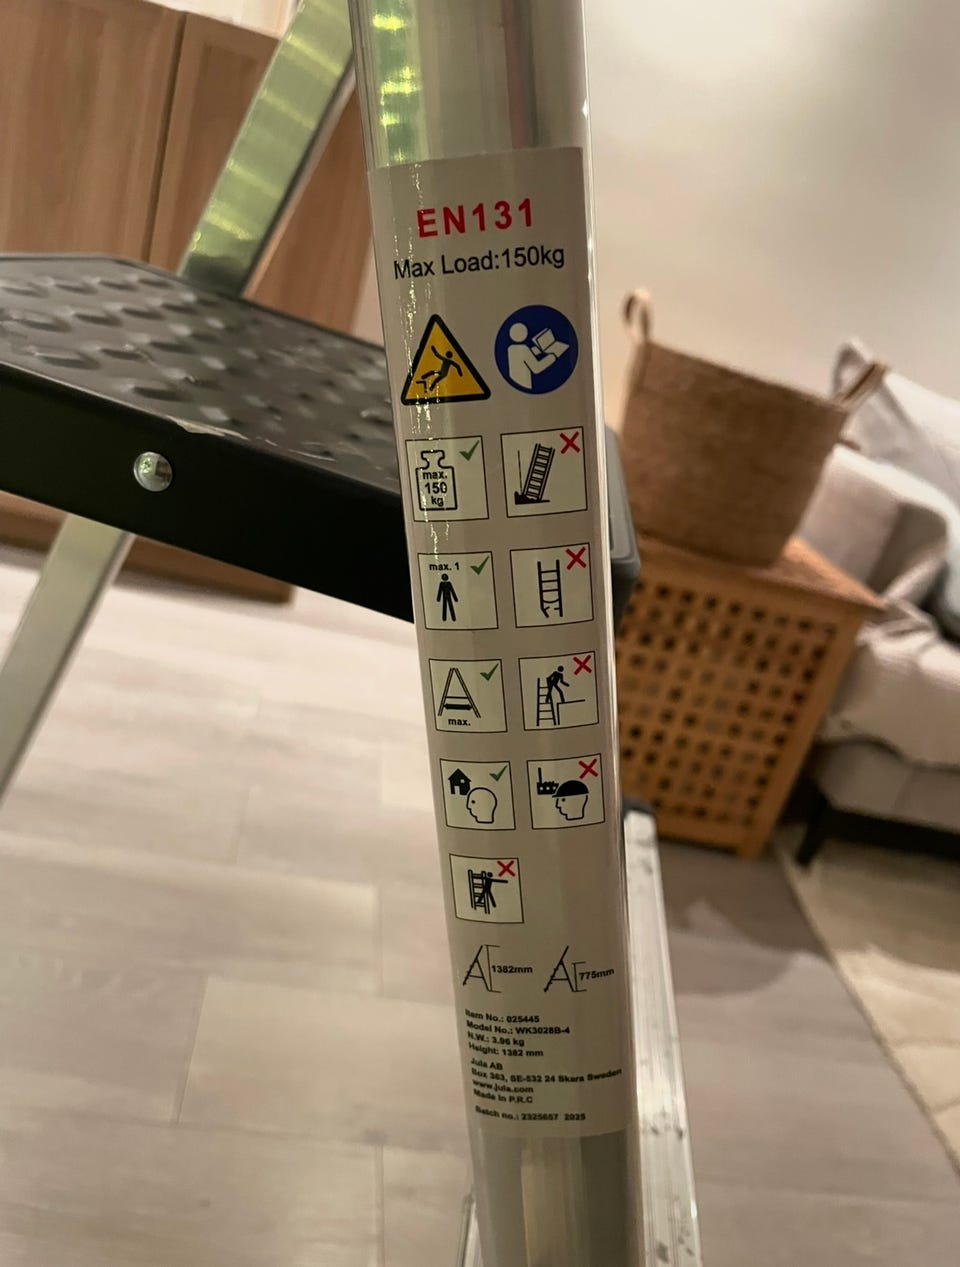 EN131
Max Load:150kg
max.
150
kg
max. 1
max.
1382mm
775mm
Item No.: 025445
Model No.: WK3028B-4
N.W.: 3.96 kg
Height: 1382 mm
Jula AB
Box 363, SE-532 24 Skara Sweden
www.jula.com
Made in P.R.C
Batch no.: 2325657 2025